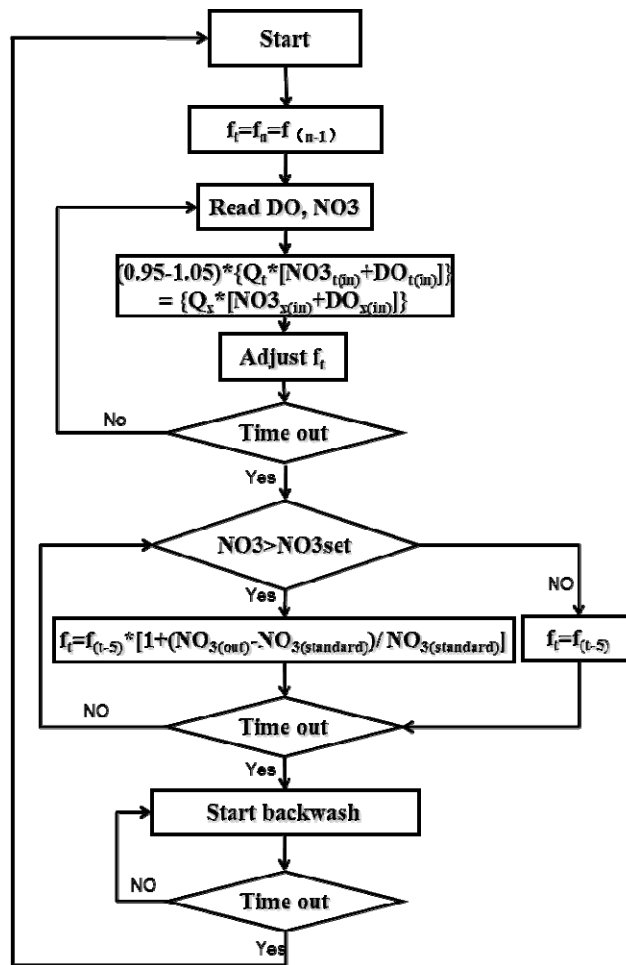 Start
fₜ=fₙ=f (n-1)
Read DO, NO3
(0.95-1.05)*{Qₜ*[NO3ₜ(in)+DOₜ(in)]}
= {Qₓ*[NO3ₓ(in)+DOₓ(in)]}
Adjust fₜ
No
Time out
Yes
NO3>NO3set
NO
Yes
fₜ=f(t-5)*[1+(NO3(out)-NO3(standard))/ NO3(standard)]
fₜ=f(t-5)
NO
Time out
Yes
Start backwash
NO
Time out
Yes